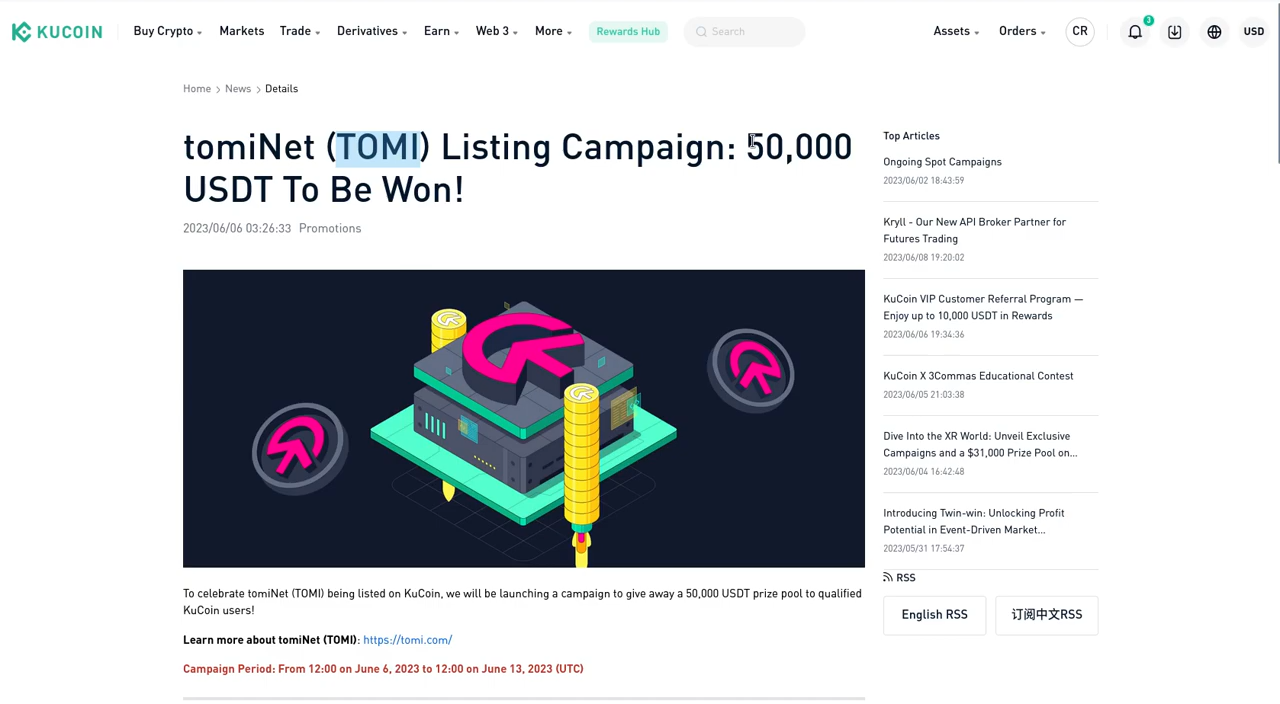 KUCOIN Buy Crypto Markets Trade Derivatives Earn Web 3 More Rewards Hub Search Assets Orders CR 3 USD
Home > News > Details
tomiNet (TOMI) Listing Campaign: 50,000
USDT To Be Won!
2023/06/06 03:26:33 Promotions
To celebrate tomiNet (TOMI) being listed on KuCoin, we will be launching a campaign to give away a 50,000 USDT prize pool to qualified
KuCoin users!
Learn more about tomiNet (TOMI): https://tomi.com/
Campaign Period: From 12:00 on June 6, 2023 to 12:00 on June 13, 2023 (UTC)
Top Articles
Ongoing Spot Campaigns
2023/06/02 18:43:59
Kryll - Our New API Broker Partner for
Futures Trading
2023/06/08 19:20:02
KuCoin VIP Customer Referral Program —
Enjoy up to 10,000 USDT in Rewards
2023/06/06 19:34:36
KuCoin X 3Commas Educational Contest
2023/06/05 21:03:38
Dive Into the XR World: Unveil Exclusive
Campaigns and a $31,000 Prize Pool on...
2023/06/04 16:42:48
Introducing Twin-win: Unlocking Profit
Potential in Event-Driven Market...
2023/05/31 17:54:37
RSS
English RSS 订阅中文RSS